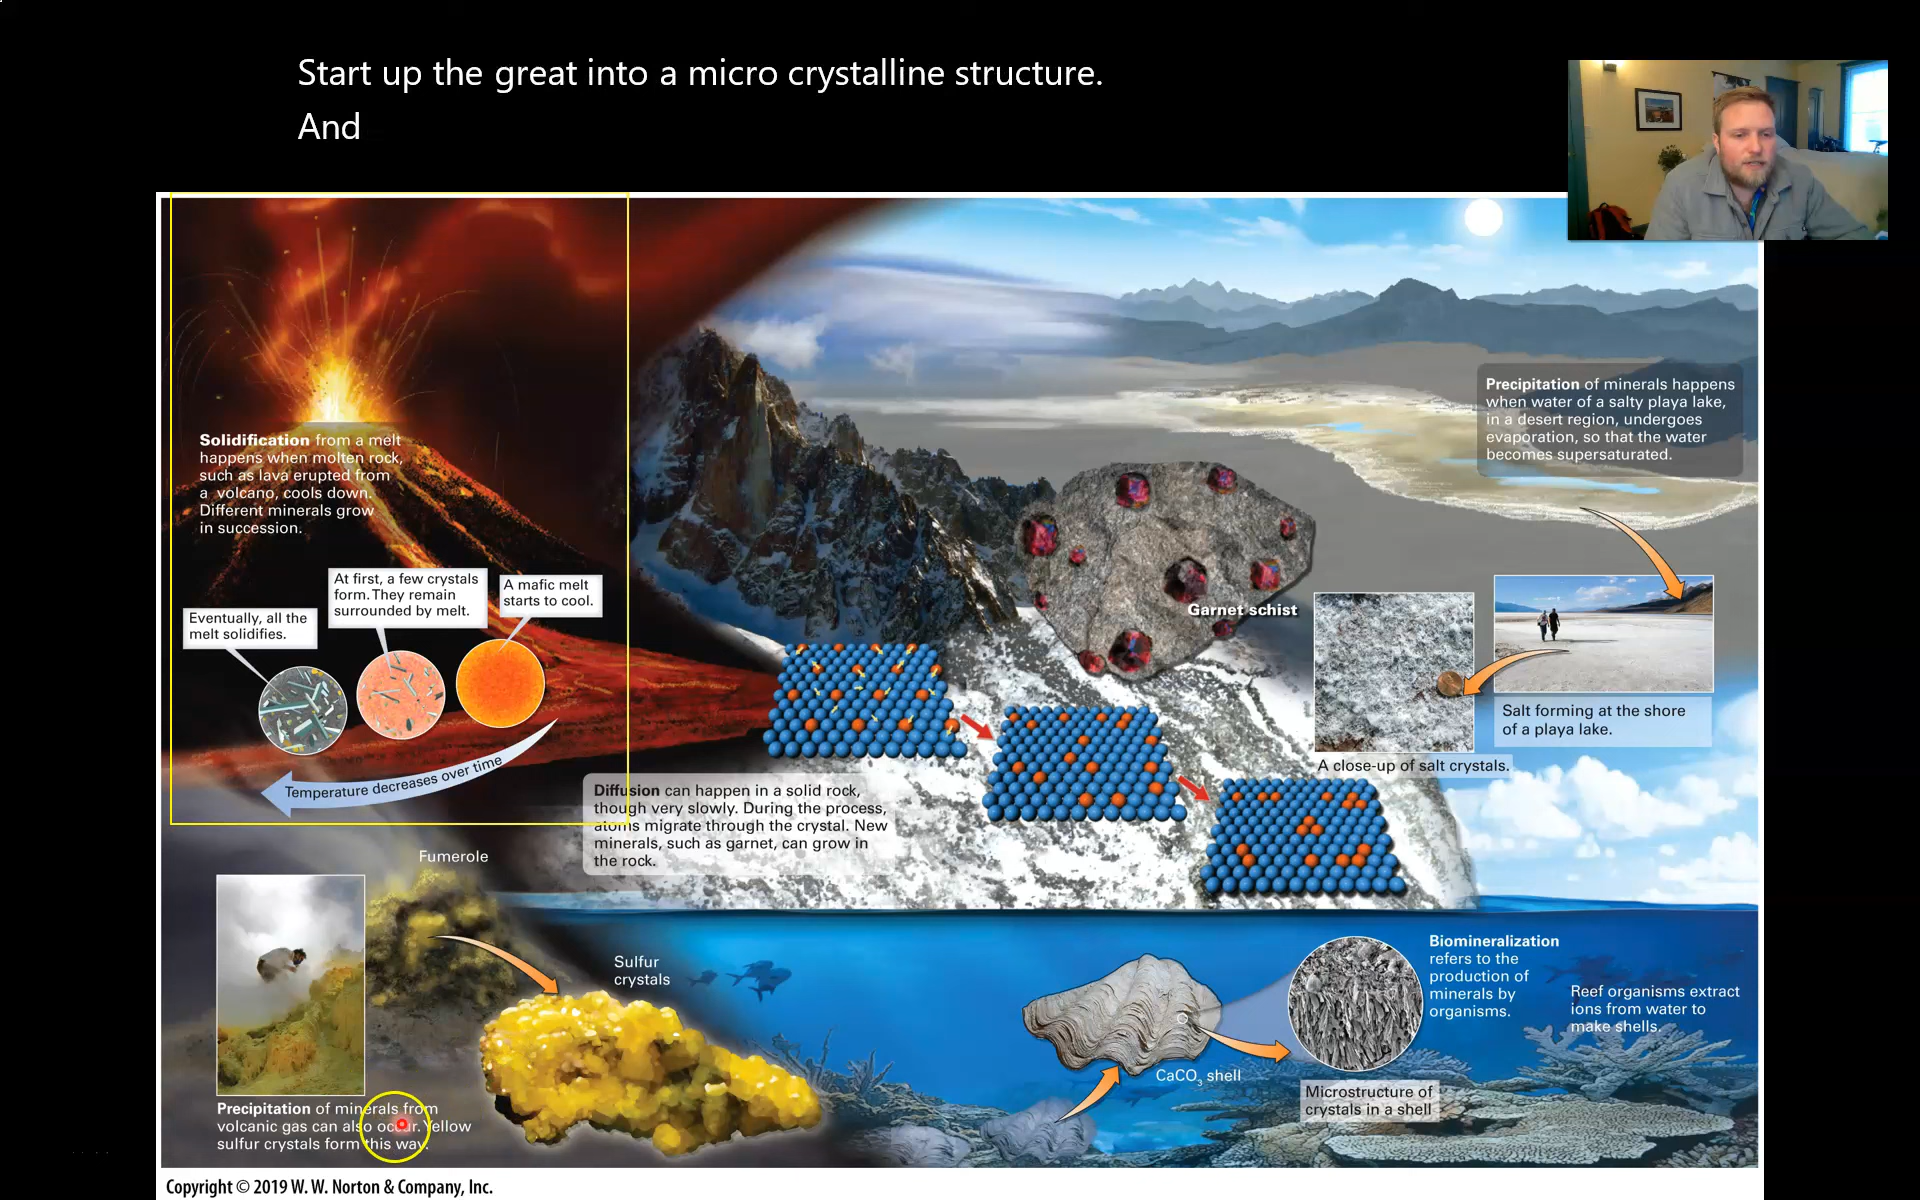 Start up the great into a micro crystalline structure.
And
Precipitation of minerals happens
when water of a salty playa lake,
in a desert region, undergoes
evaporation, so that the water
becomes supersaturated.
Solidification from a melt
happens when molten rock,
such as lava erupted from
a volcano, cools down.
Different minerals grow
in succession.
At first, a few crystals
form. They remain
surrounded by melt.
A mafic melt
starts to cool.
Eventually, all the
melt solidifies.
Garnet schist
Temperature decreases over time
Salt forming at the shore
of a playa lake.
A close-up of salt crystals.
Diffusion can happen in a solid rock,
though very slowly. During the process,
atoms migrate through the crystal. New
minerals, such as garnet, can grow in
the rock.
Fumerole
Sulfur
crystals
Biomineralization
refers to the
production of
minerals by
organisms.
Reef organisms extract
ions from water to
make shells.
CaCO₃ shell
Microstructure of
crystals in a shell
Precipitation of minerals from
volcanic gas can also occur. Yellow
sulfur crystals form this way.
Copyright © 2019 W. W. Norton & Company, Inc.